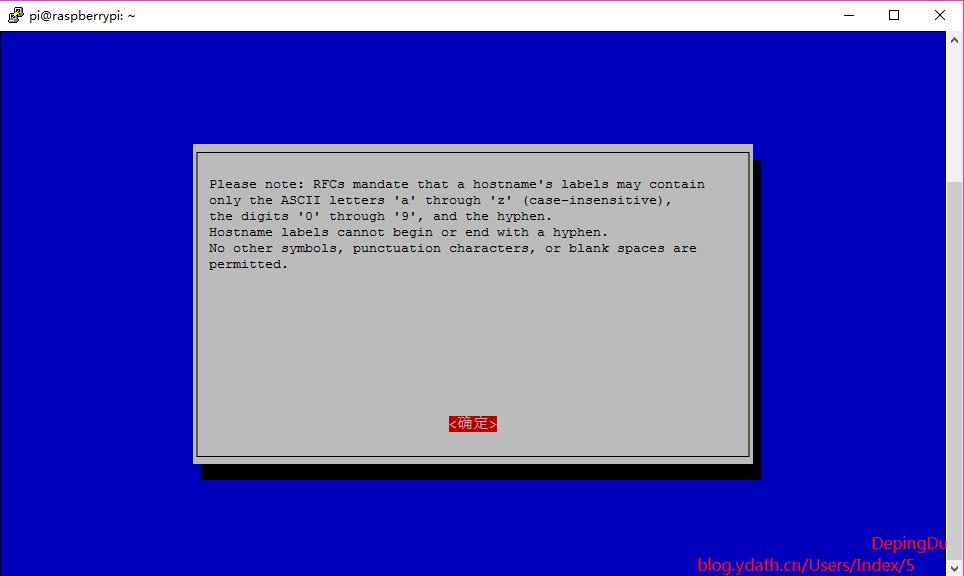 pi@raspberrypi: ~
Please note: RFCs mandate that a hostname's labels may contain
only the ASCII letters 'a' through 'z' (case-insensitive),
the digits '0' through '9', and the hyphen.
Hostname labels cannot begin or end with a hyphen.
No other symbols, punctuation characters, or blank spaces are
permitted.
<确定>
DepingDu
blog.ydath.cn/Users/Index/5